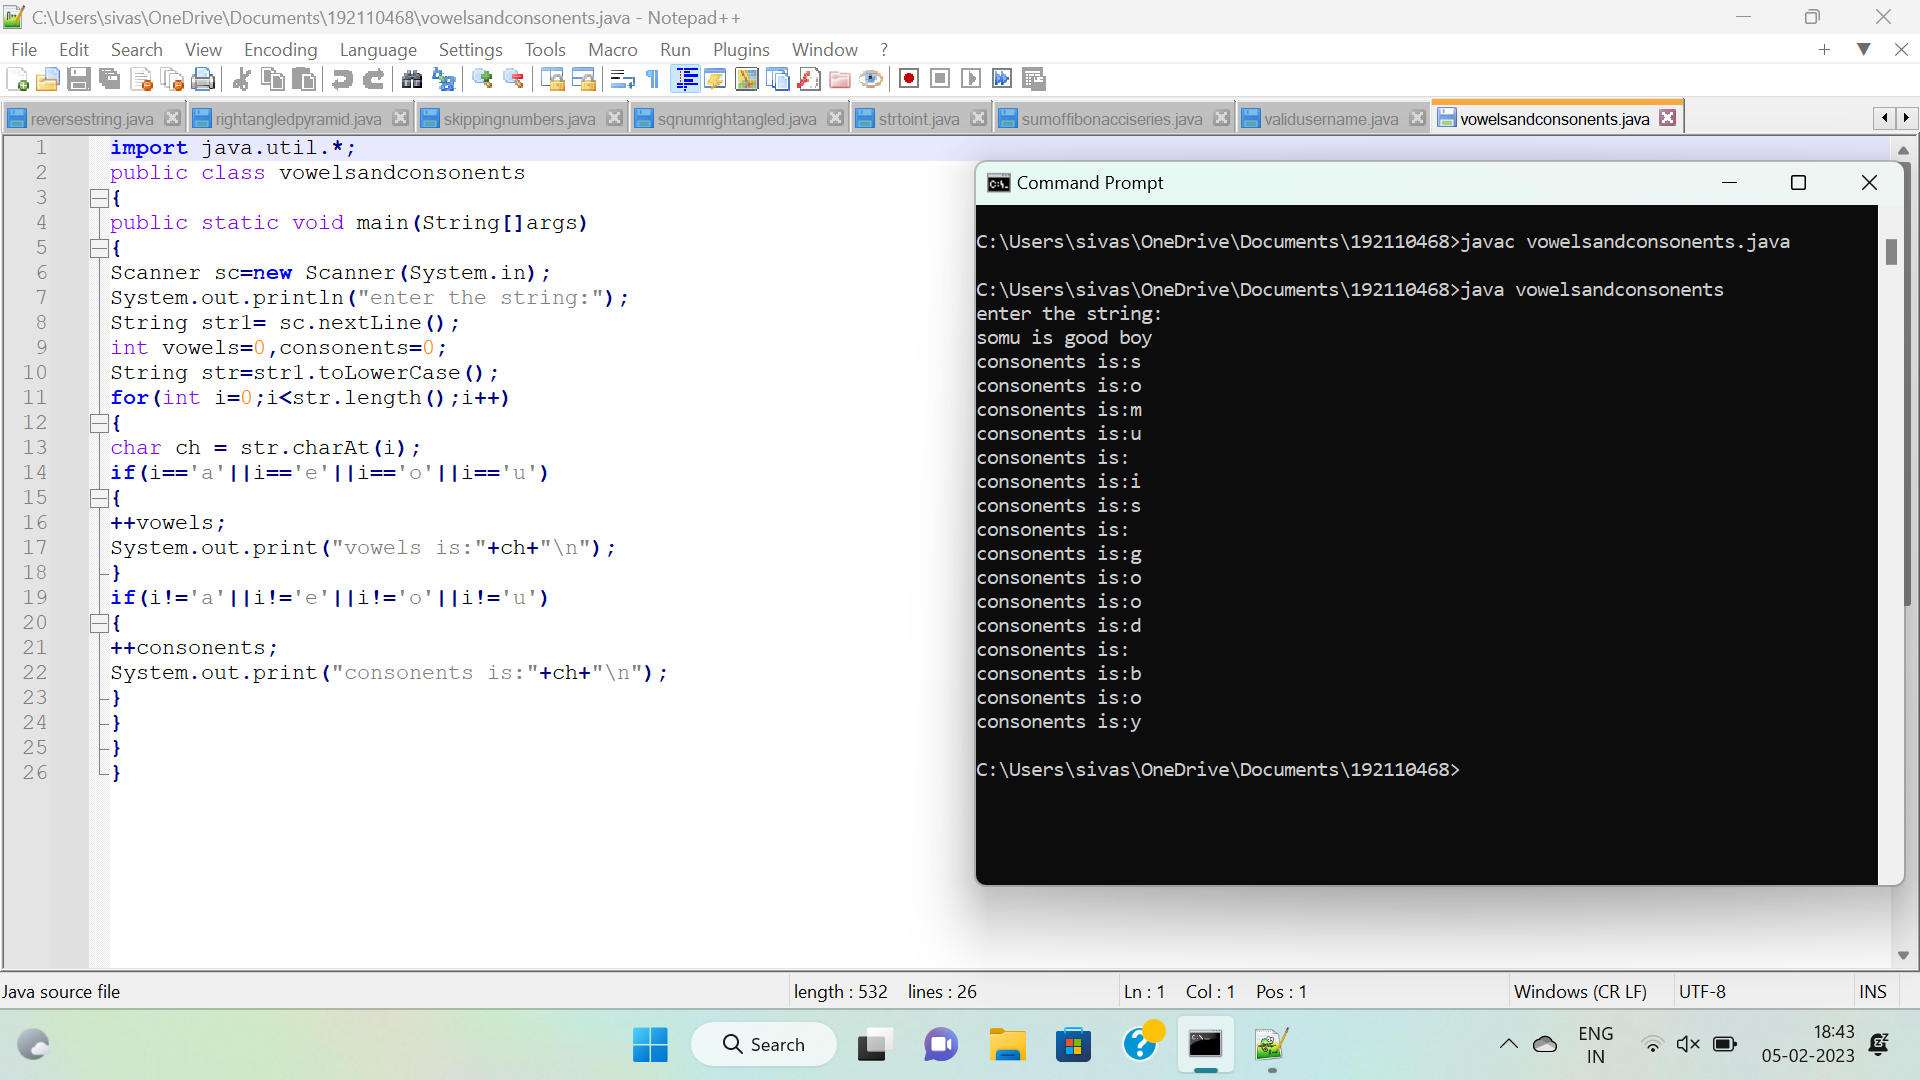 C:\Users\sivas\OneDrive\Documents\192110468\vowelsandconsonents.java - Notepad++
File Edit Search View Encoding Language Settings Tools Macro Run Plugins Window ?
reversestring.java rightangledpyramid.java skippingnumbers.java sqnumrightangled.java strtoint.java sumoffibonacciseries.java validusername.java vowelsandconsonents.java
1 import java.util.*;
2 public class vowelsandconsonents
3 {
4 public static void main(String[]args)
5 {
6 Scanner sc=new Scanner(System.in);
7 System.out.println("enter the string:");
8 String str1= sc.nextLine();
9 int vowels=0,consonents=0;
10 String str=str1.toLowerCase();
11 for(int i=0;i<str.length();i++)
12 {
13 char ch = str.charAt(i);
14 if(i=='a'||i=='e'||i=='o'||i=='u')
15 {
16 ++vowels;
17 System.out.print("vowels is:"+ch+"\n");
18 }
19 if(i!='a'||i!='e'||i!='o'||i!='u')
20 {
21 ++consonents;
22 System.out.print("consonents is:"+ch+"\n");
23 }
24 }
25 }
26 }
Command Prompt
C:\Users\sivas\OneDrive\Documents\192110468>javac vowelsandconsonents.java
C:\Users\sivas\OneDrive\Documents\192110468>java vowelsandconsonents
enter the string:
somu is good boy
consonents is:s
consonents is:o
consonents is:m
consonents is:u
consonents is:
consonents is:i
consonents is:s
consonents is:
consonents is:g
consonents is:o
consonents is:o
consonents is:d
consonents is:
consonents is:b
consonents is:o
consonents is:y
C:\Users\sivas\OneDrive\Documents\192110468>
Java source file length : 532 lines : 26 Ln : 1 Col : 1 Pos : 1 Windows (CR LF) UTF-8 INS
Search
ENG
IN
18:43
05-02-2023